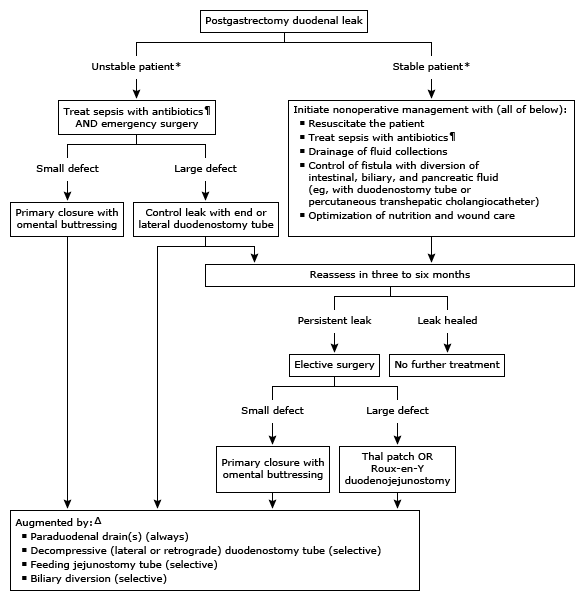 Postgastrectomy duodenal leak
Unstable patient*
Stable patient*
Treat sepsis with antibiotics¶
AND emergency surgery
Initiate nonoperative management with (all of below):
▪ Resuscitate the patient
▪ Treat sepsis with antibiotics¶
▪ Drainage of fluid collections
▪ Control of fistula with diversion of
intestinal, biliary, and pancreatic fluid
(eg, with duodenostomy tube or
percutaneous transhepatic cholangiocatheter)
▪ Optimization of nutrition and wound care
Small defect
Large defect
Primary closure with
omental buttressing
Control leak with end or
lateral duodenostomy tube
Reassess in three to six months
Persistent leak
Leak healed
Elective surgery
No further treatment
Small defect
Large defect
Primary closure with
omental buttressing
Thal patch OR
Roux-en-Y
duodenojejunostomy
Augmented by:Δ
▪ Paraduodenal drain(s) (always)
▪ Decompressive (lateral or retrograde) duodenostomy tube (selective)
▪ Feeding jejunostomy tube (selective)
▪ Biliary diversion (selective)